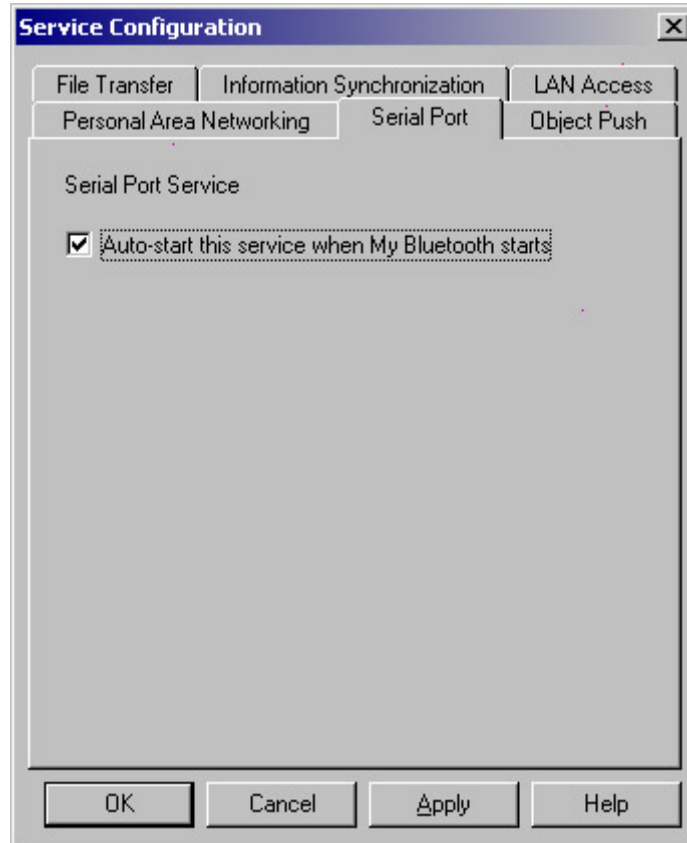 Service Configuration
File Transfer Information Synchronization LAN Access
Personal Area Networking Serial Port Object Push
Serial Port Service
Auto-start this service when My Bluetooth starts
OK Cancel Apply Help